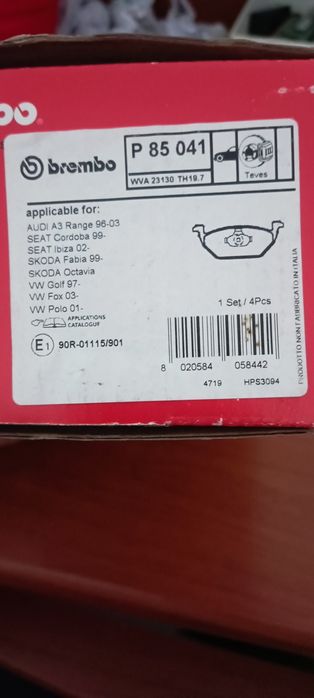 bo®
brembo
P 85 041
WVA 23130 TH19.7
Teves
applicable for:
AUDI A3 Range 96-03
SEAT Cordoba 99-
SEAT Ibiza 02-
SKODA Fabia 99-
SKODA Octavia
VW Golf 97-
VW Fox 03-
VW Polo 01-
APPLICATIONS
CATALOGUE
1 Set / 4Pcs
E1 90R-01115/901
8 020584 058442
4719 HPS3094
PRODOTTO NON FABBRICATO IN ITALIA